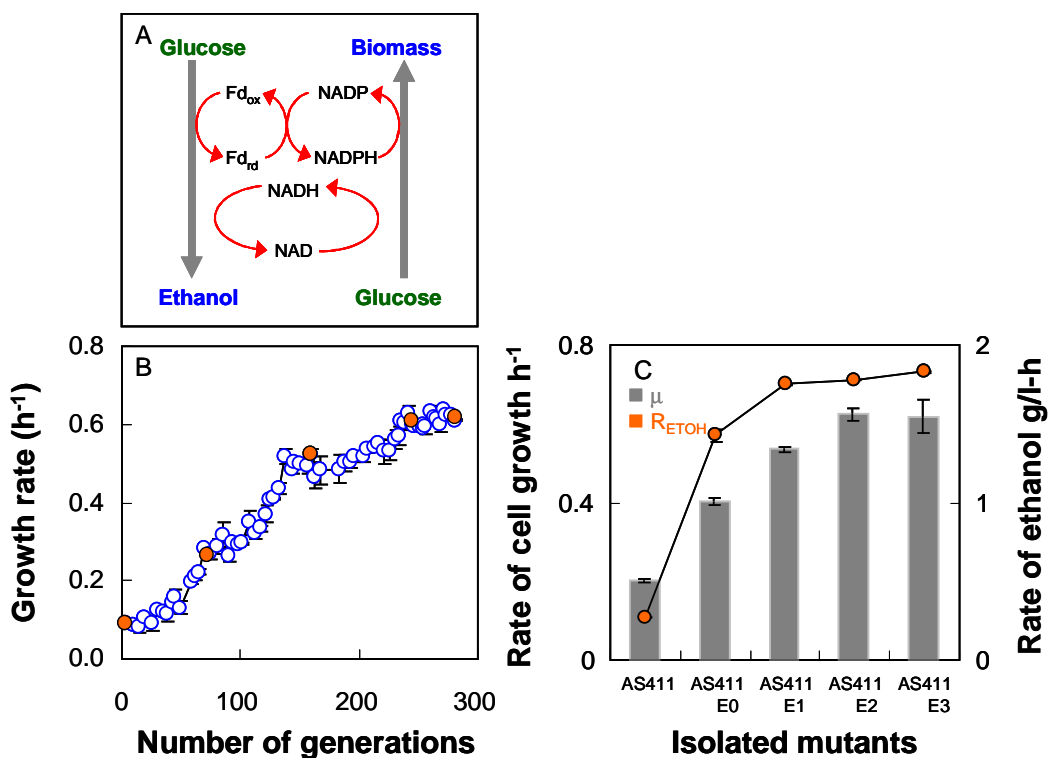 A
Glucose Biomass
Fdox NADP
Fdrd NADPH
NADH
NAD
Ethanol Glucose
B
Growth rate (h-1)
0.8
0.6
0.4
0.2
0.0
0 100 200 300
Number of generations
C
μ
RETOH
Rate of cell growth h-1
0.8
0.4
0
Rate of ethanol g/l-h
2
1
0
AS411 AS411 AS411 AS411 AS411
E0 E1 E2 E3
Isolated mutants